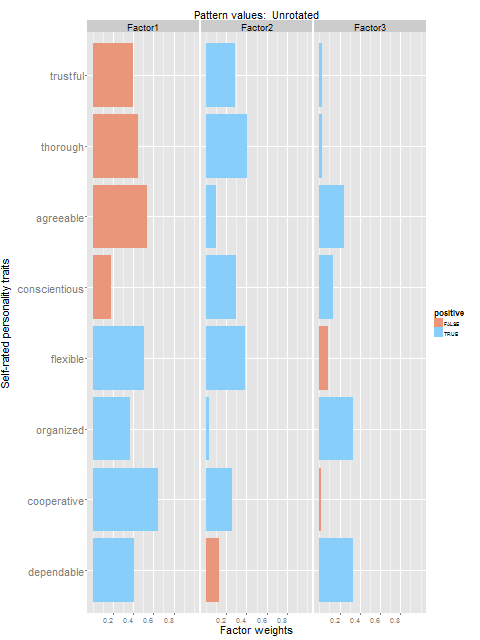 Pattern values: Unrotated
Factor1 Factor2 Factor3
trustful
thorough
agreeable
conscientious
flexible
organized
cooperative
dependable
Self-rated personality traits
0.2 0.4 0.6 0.8 0.2 0.4 0.6 0.8 0.2 0.4 0.6 0.8
Factor weights
positive
FALSE
TRUE